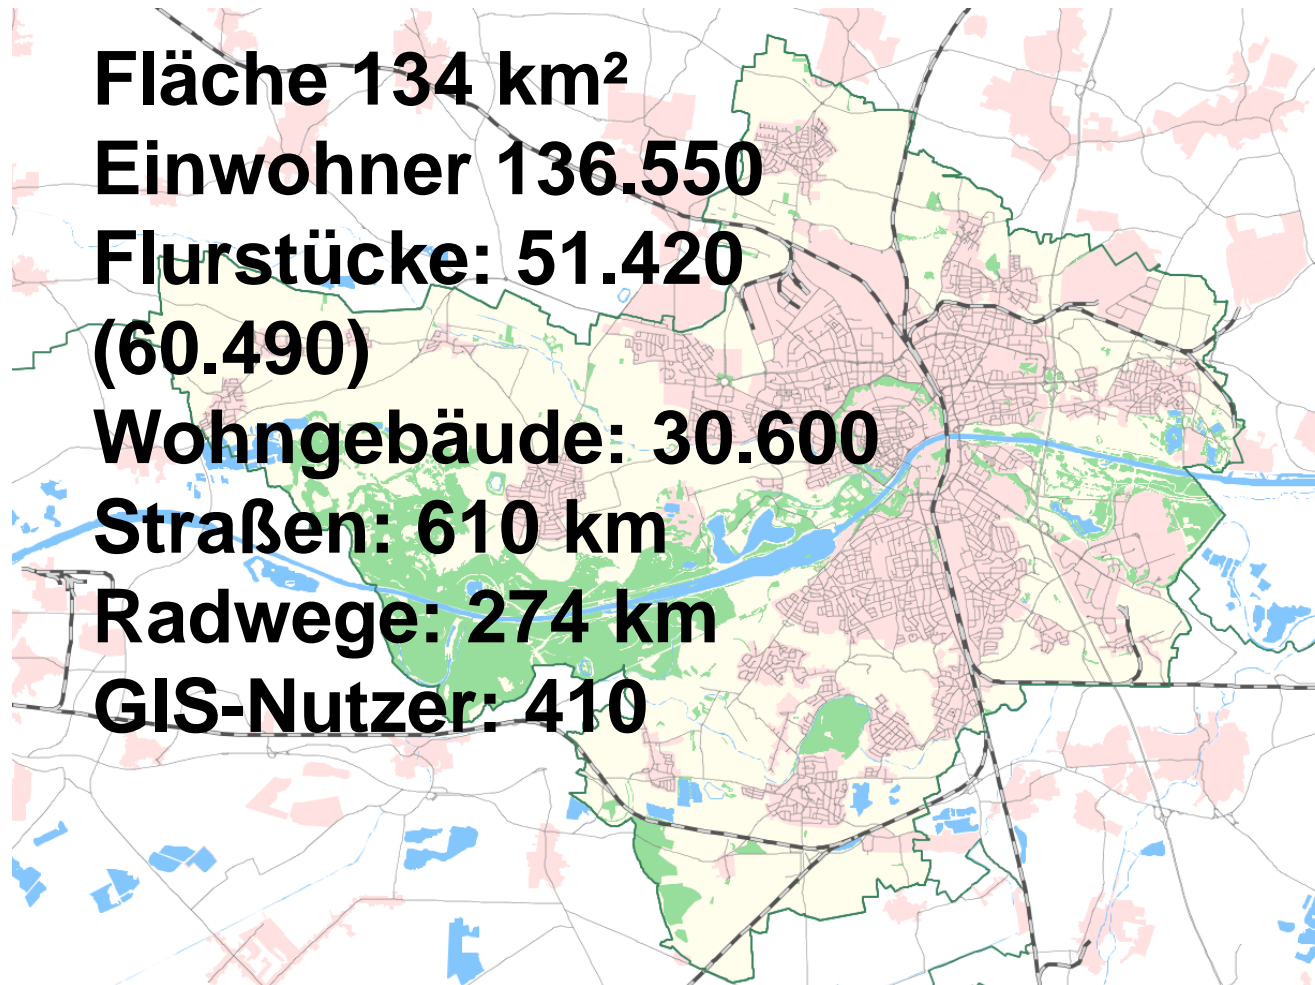 Fläche 134 km²
Einwohner 136.550
Flurstücke: 51.420
(60.490)
Wohngebäude: 30.600
Straßen: 610 km
Radwege: 274 km
GIS-Nutzer: 410